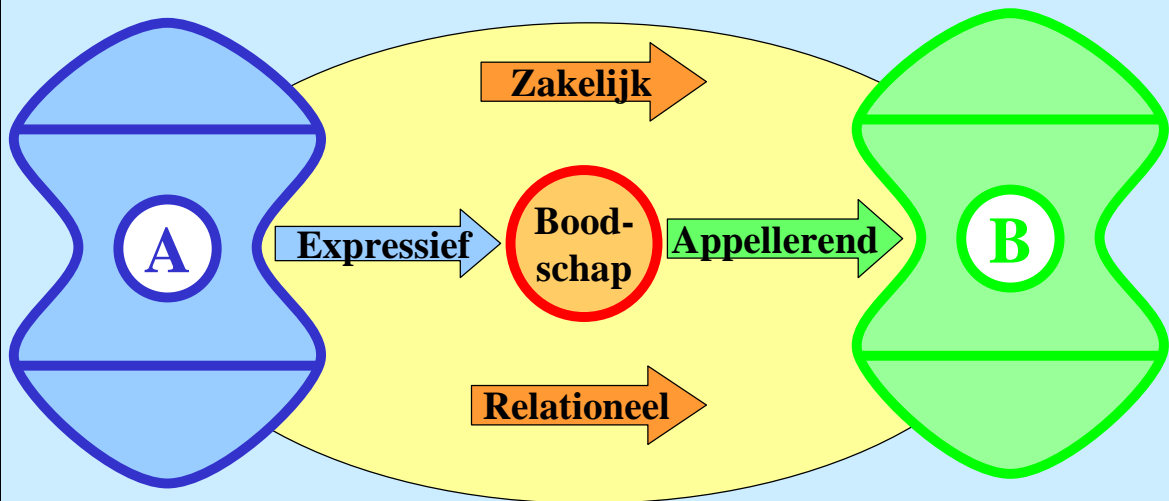 Zakelijk
A
Expressief
Bood-
schap
Appellerend
B
Relationeel